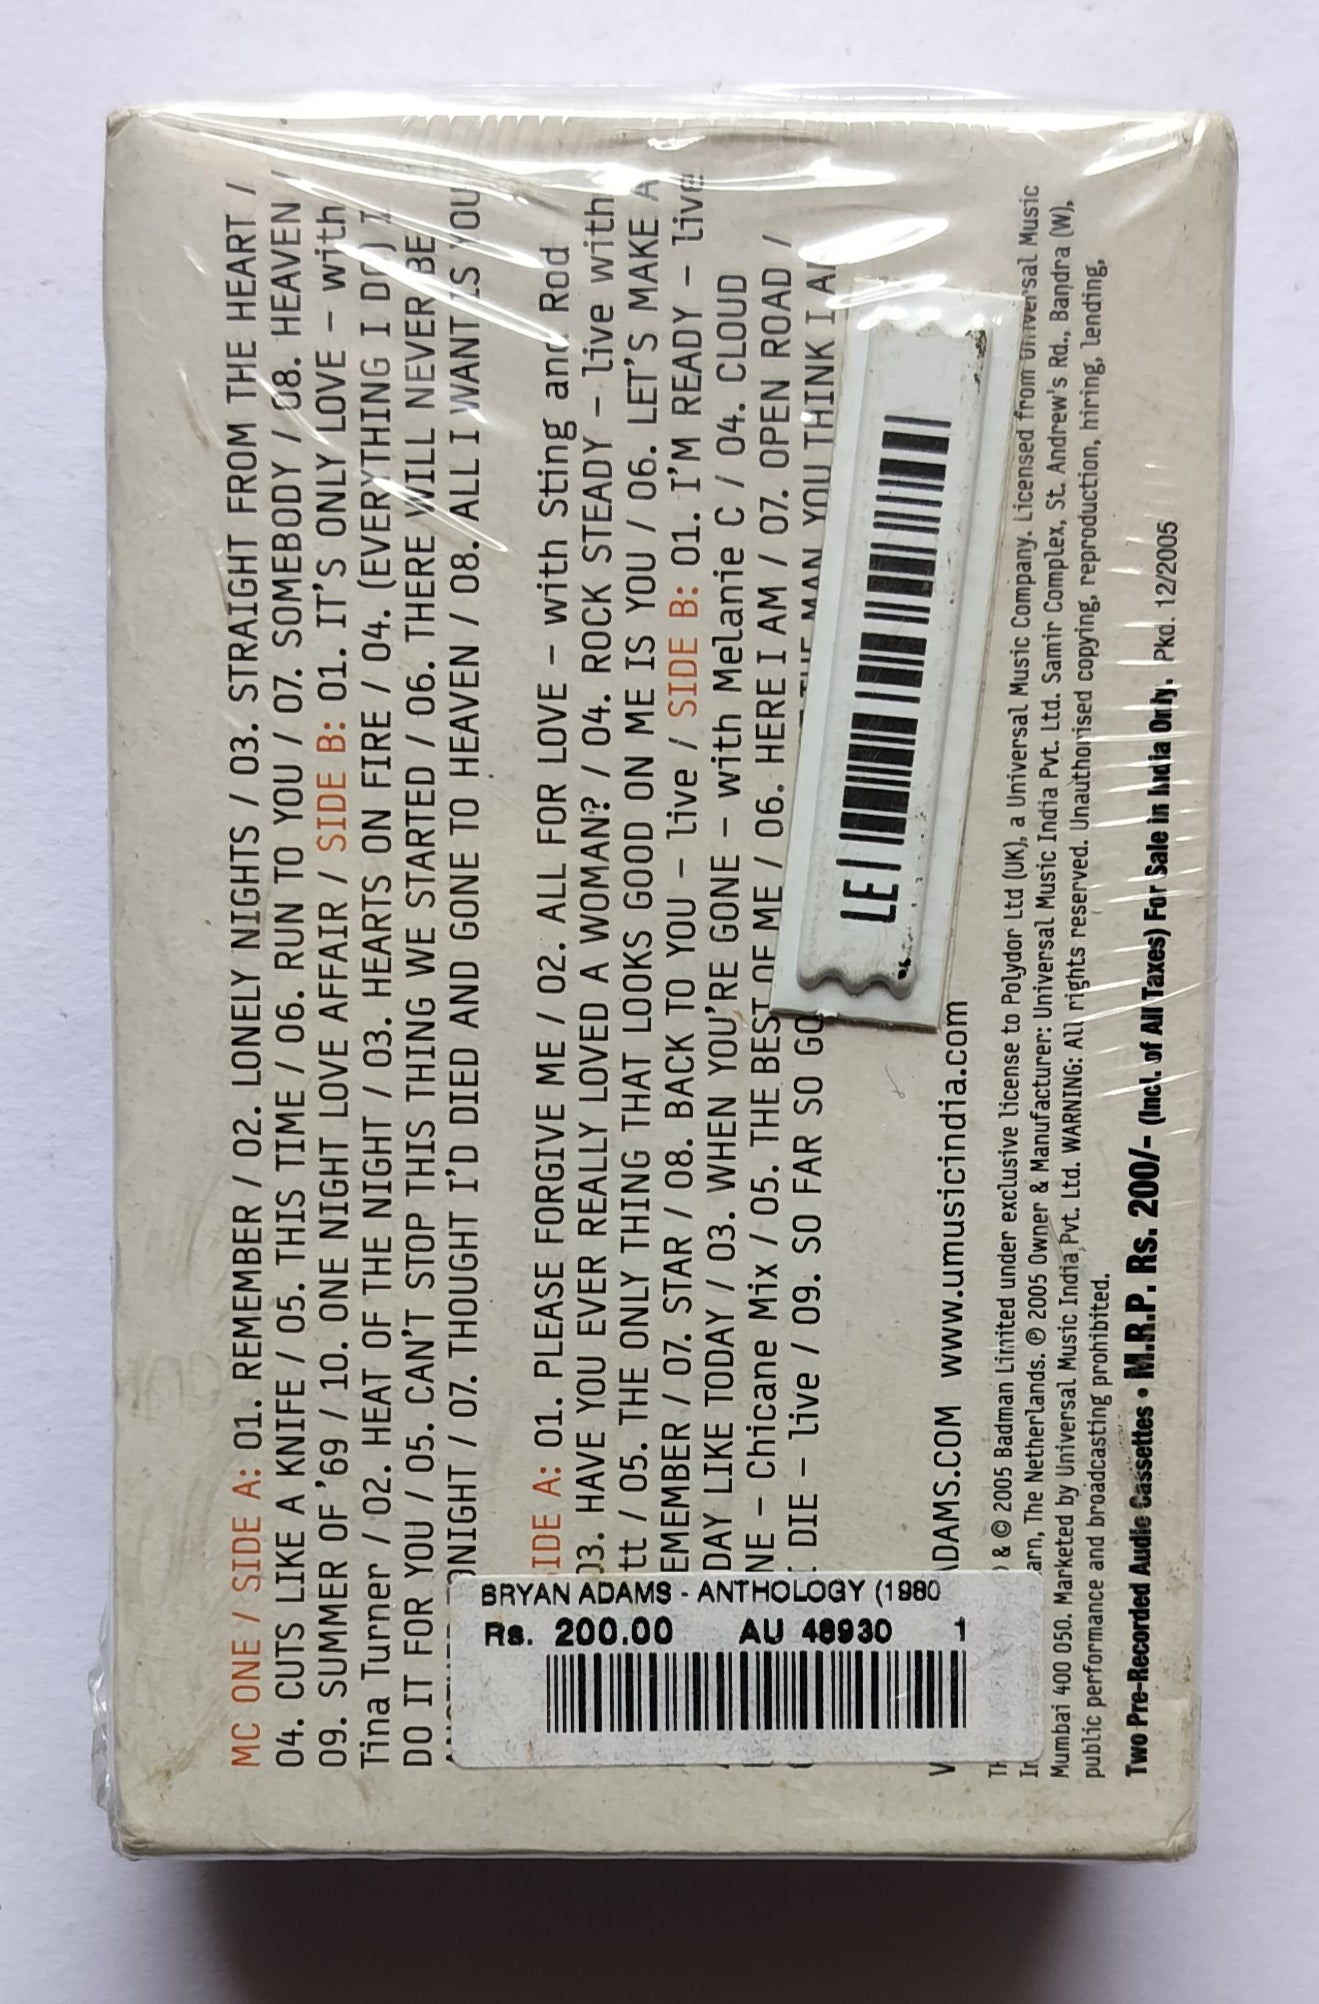 MC ONE / SIDE A: 01. REMEMBER / 02. LONELY NIGHTS / 03. STRAIGHT FROM THE HEART /
04. CUTS LIKE A KNIFE / 05. THIS TIME / 06. RUN TO YOU / 07. SOMEBODY / 08. HEAVEN /
09. SUMMER OF '69 / 10. ONE NIGHT LOVE AFFAIR / SIDE B: 01. IT'S ONLY LOVE – with
Tina Turner / 02. HEAT OF THE NIGHT / 03. HEARTS ON FIRE / 04. (EVERYTHING I DO) I
DO IT FOR YOU / 05. CAN'T STOP THIS THING WE STARTED / 06. THERE WILL NEVER BE
ONIGHT / 07. THOUGHT I'D DIED AND GONE TO HEAVEN / 08. ALL I WANT IS YOU
IDE A: 01. PLEASE FORGIVE ME / 02. ALL FOR LOVE – with Sting and Rod
03. HAVE YOU EVER REALLY LOVED A WOMAN? / 04. ROCK STEADY – live with
tt / 05. THE ONLY THING THAT LOOKS GOOD ON ME IS YOU / 06. LET'S MAKE A
EMEMBER / 07. STAR / 08. BACK TO YOU – live / SIDE B: 01. I'M READY – live
DAY LIKE TODAY / 03. WHEN YOU'RE GONE – with Melanie C / 04. CLOUD
NE – Chicane Mix / 05. THE BEST OF ME / 06. HERE I AM / 07. OPEN ROAD /
DIE – live / 09. SO FAR SO GO THE MAN YOU THINK I A
ADAMS.COM www.umusicindia.com
& © 2005 Badman Limited under exclusive license to Polydor Ltd (UK), a Universal Music Company. Licensed from Universal Music
arn, The Netherlands. ℗ 2005 Owner & Manufacturer: Universal Music India Pvt. Ltd. Samir Complex, St. Andrew's Rd., Bandra (W),
Mumbai 400 050. Marketed by Universal Music India Pvt. Ltd. WARNING: All rights reserved. Unauthorised copying, reproduction, hiring, lending,
public performance and broadcasting prohibited.
Two Pre-Recorded Audio Cassettes • M.R.P. Rs. 200/- (Incl. of All Taxes) For Sale in India Only. Pkd. 12/2005
BRYAN ADAMS - ANTHOLOGY (1980
Rs. 200.00 AU 48930 1